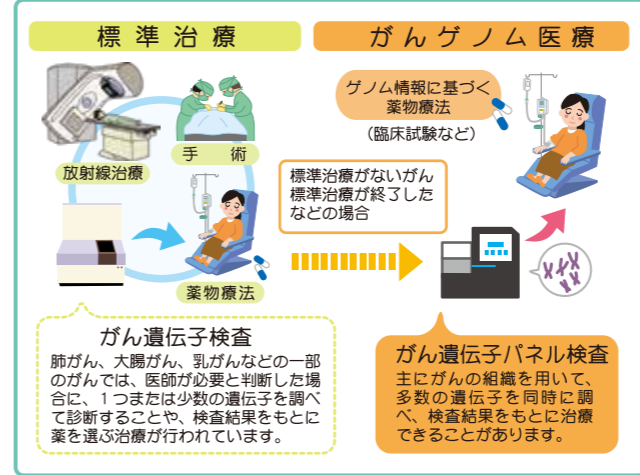 標準治療
がんゲノム医療
放射線治療
手術
薬物療法
ゲノム情報に基づく
薬物療法
（臨床試験など）
標準治療がないがん
標準治療が終了した
などの場合
がん遺伝子検査
肺がん、大腸がん、乳がんなどの一部
のがんでは、医師が必要と判断した場
合に、１つまたは少数の遺伝子を調べ
て診断することや、検査結果をもとに
薬を選ぶ治療が行われています。
がん遺伝子パネル検査
主にがんの組織を用いて、
多数の遺伝子を同時に調
べ、検査結果をもとに治療
できることがあります。